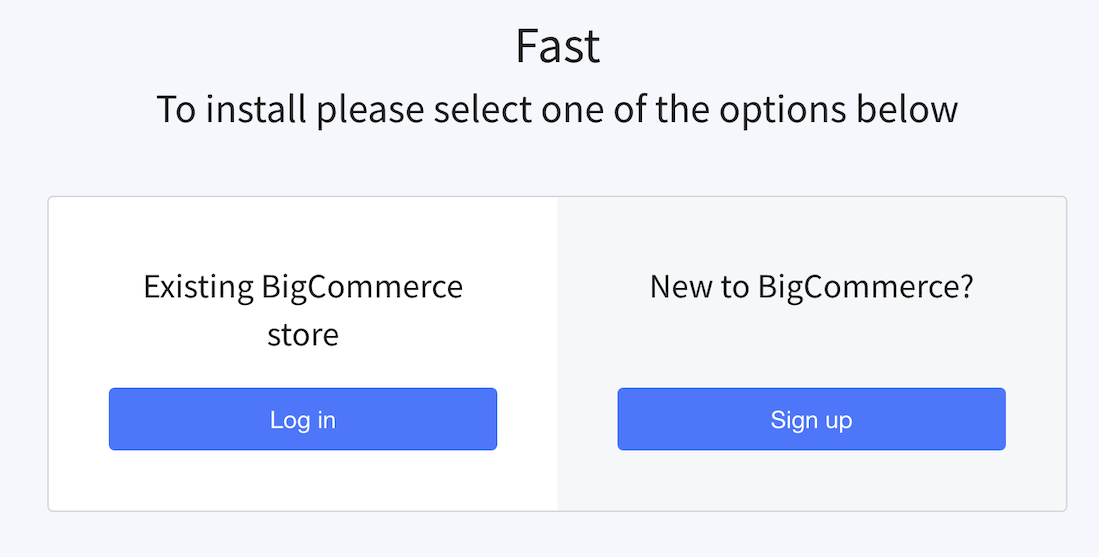 Fast
To install please select one of the options below
Existing BigCommerce
store
Log in
New to BigCommerce?
Sign up